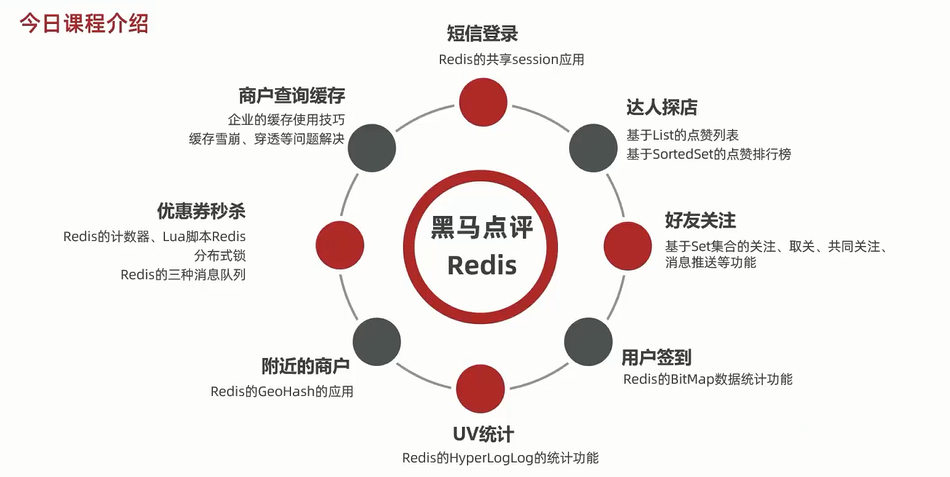 今日课程介绍
短信登录
Redis的共享session应用
商户查询缓存
企业的缓存使用技巧
缓存雪崩、穿透等问题解决
达人探店
基于List的点赞列表
基于SortedSet的点赞排行榜
优惠券秒杀
Redis的计数器、Lua脚本Redis
分布式锁
Redis的三种消息队列
黑马点评
Redis
好友关注
基于Set集合的关注、取关、共同关注、
消息推送等功能
附近的商户
Redis的GeoHash的应用
用户签到
Redis的BitMap数据统计功能
UV统计
Redis的HyperLogLog的统计功能